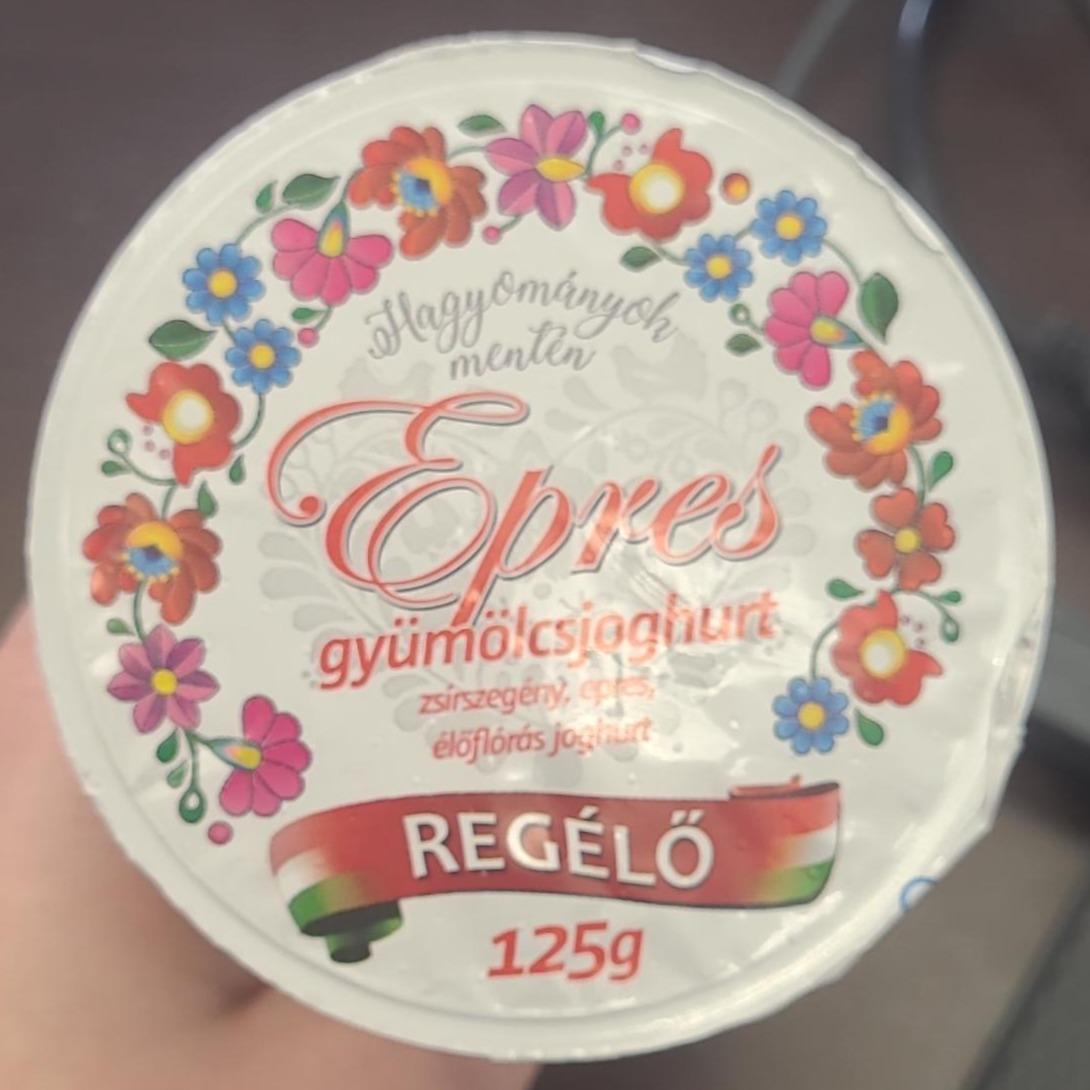 Hagyományok
mentén
Epres
gyümölcsjoghurt
zsírszegény, epres,
élőflórás joghurt
REGÉLŐ
125g